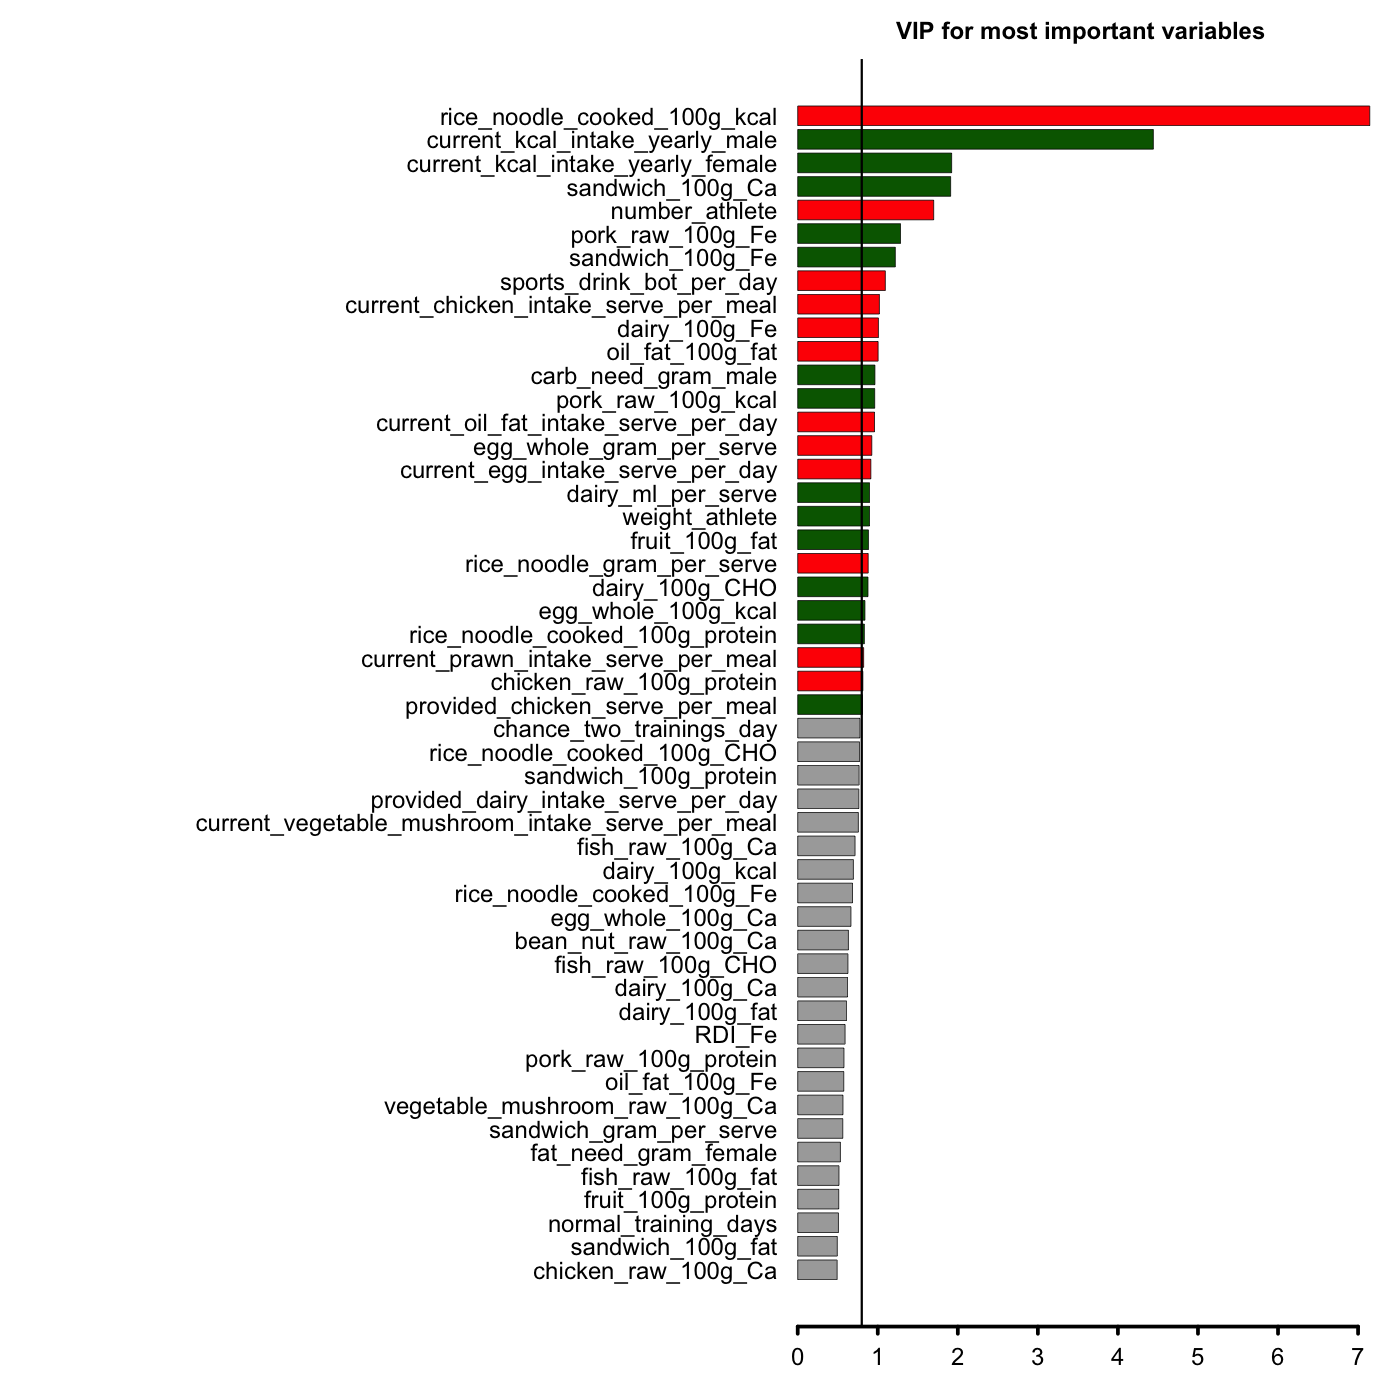 VIP for most important variables
rice_noodle_cooked_100g_kcal
current_kcal_intake_yearly_male
current_kcal_intake_yearly_female
sandwich_100g_Ca
number_athlete
pork_raw_100g_Fe
sandwich_100g_Fe
sports_drink_bot_per_day
current_chicken_intake_serve_per_meal
dairy_100g_Fe
oil_fat_100g_fat
carb_need_gram_male
pork_raw_100g_kcal
current_oil_fat_intake_serve_per_day
egg_whole_gram_per_serve
current_egg_intake_serve_per_day
dairy_ml_per_serve
weight_athlete
fruit_100g_fat
rice_noodle_gram_per_serve
dairy_100g_CHO
egg_whole_100g_kcal
rice_noodle_cooked_100g_protein
current_prawn_intake_serve_per_meal
chicken_raw_100g_protein
provided_chicken_serve_per_meal
chance_two_trainings_day
rice_noodle_cooked_100g_CHO
sandwich_100g_protein
provided_dairy_intake_serve_per_day
current_vegetable_mushroom_intake_serve_per_meal
fish_raw_100g_Ca
dairy_100g_kcal
rice_noodle_cooked_100g_Fe
egg_whole_100g_Ca
bean_nut_raw_100g_Ca
fish_raw_100g_CHO
dairy_100g_Ca
dairy_100g_fat
RDI_Fe
pork_raw_100g_protein
oil_fat_100g_Fe
vegetable_mushroom_raw_100g_Ca
sandwich_gram_per_serve
fat_need_gram_female
fish_raw_100g_fat
fruit_100g_protein
normal_training_days
sandwich_100g_fat
chicken_raw_100g_Ca
0 1 2 3 4 5 6 7